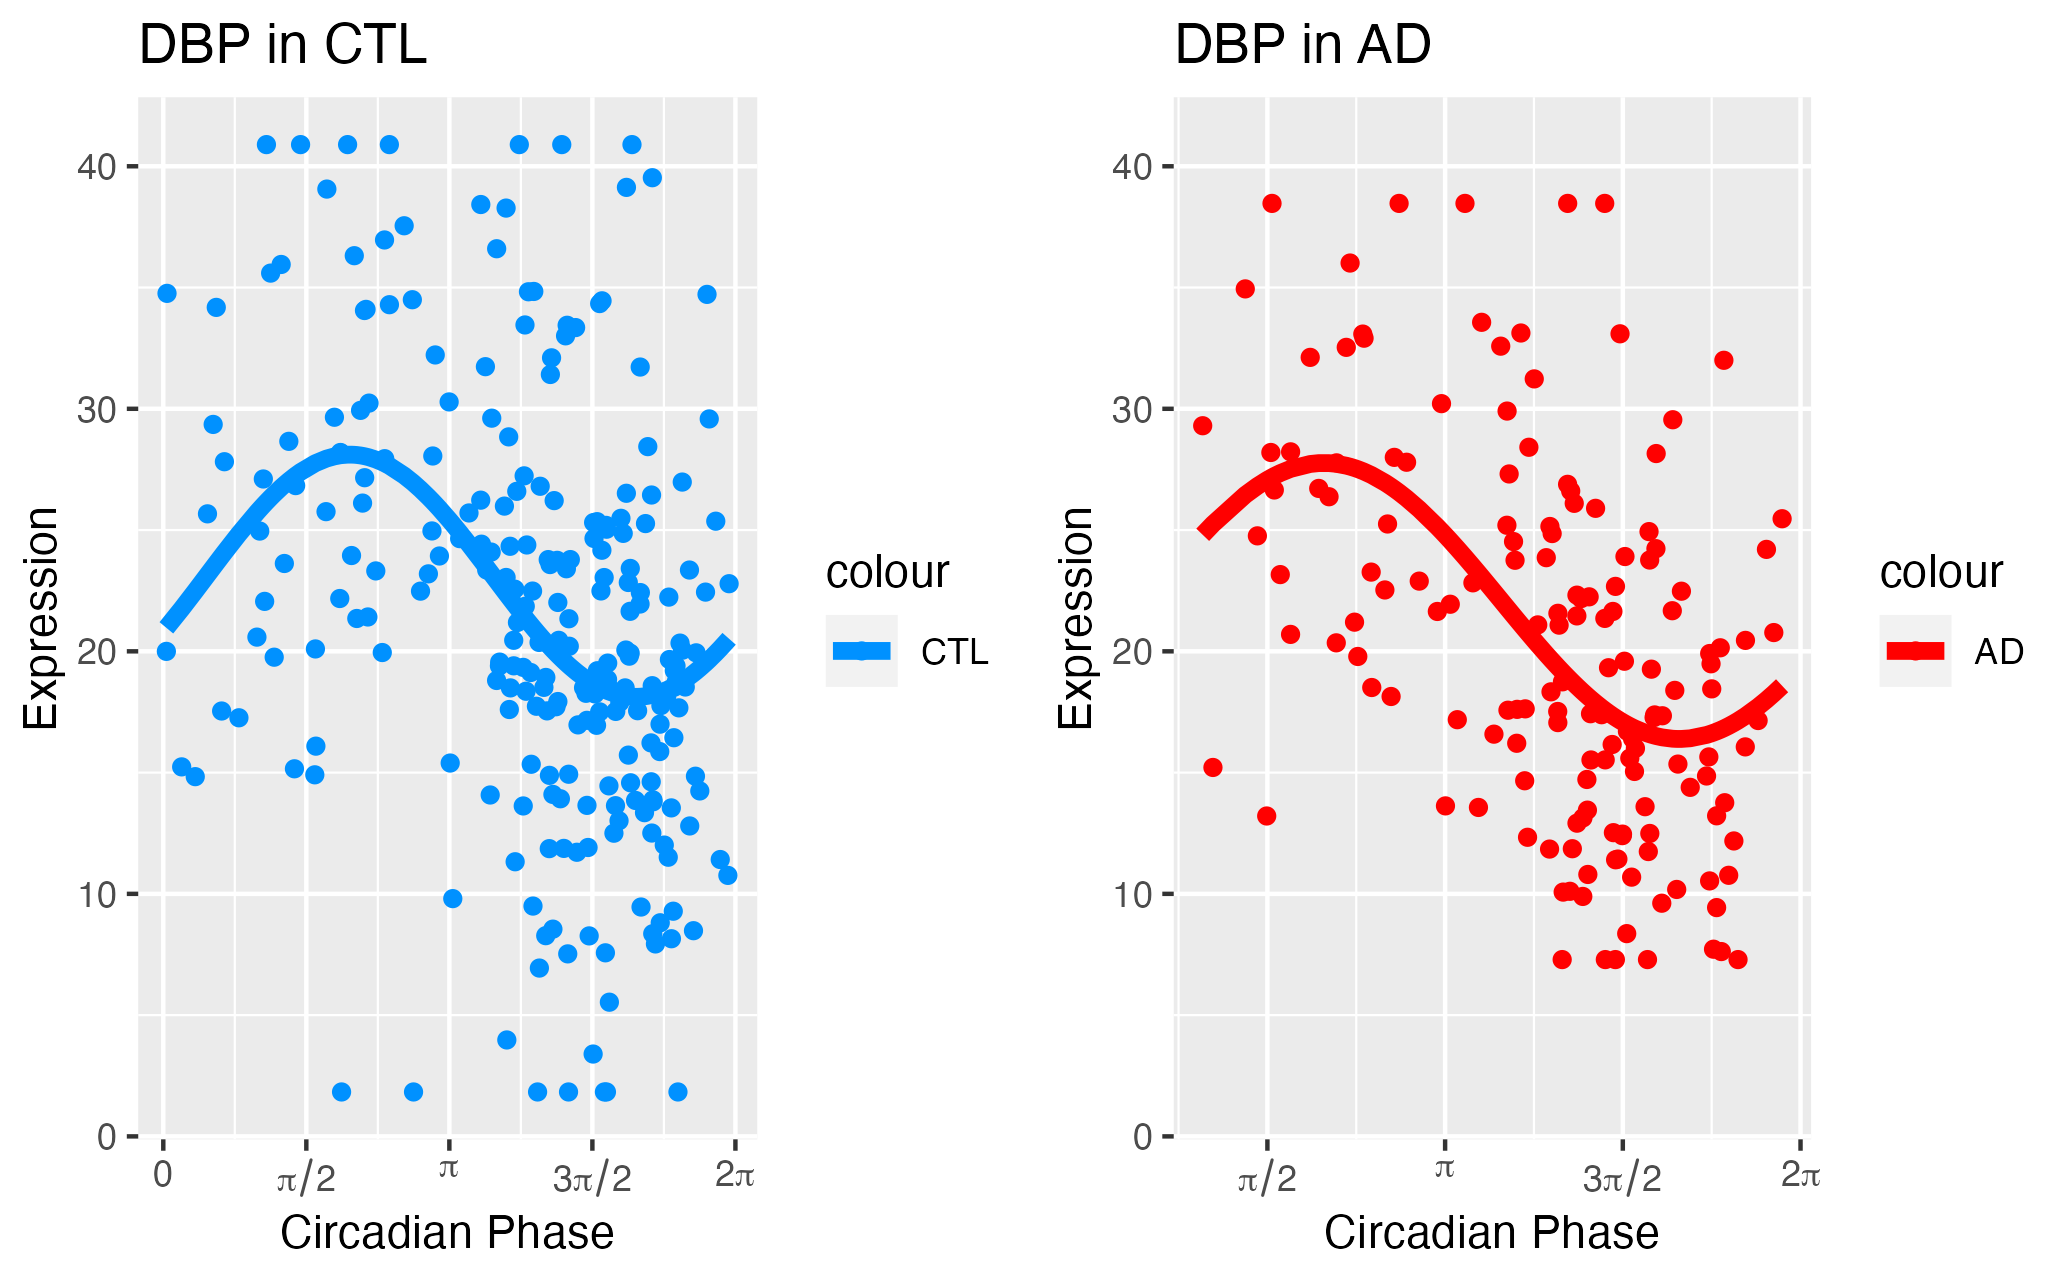 DBP in CTL
Expression
40
30
20
10
0
0 π/2 π 3π/2 2π
Circadian Phase
colour
CTL
DBP in AD
Expression
40
30
20
10
0
π/2 π 3π/2 2π
Circadian Phase
colour
AD